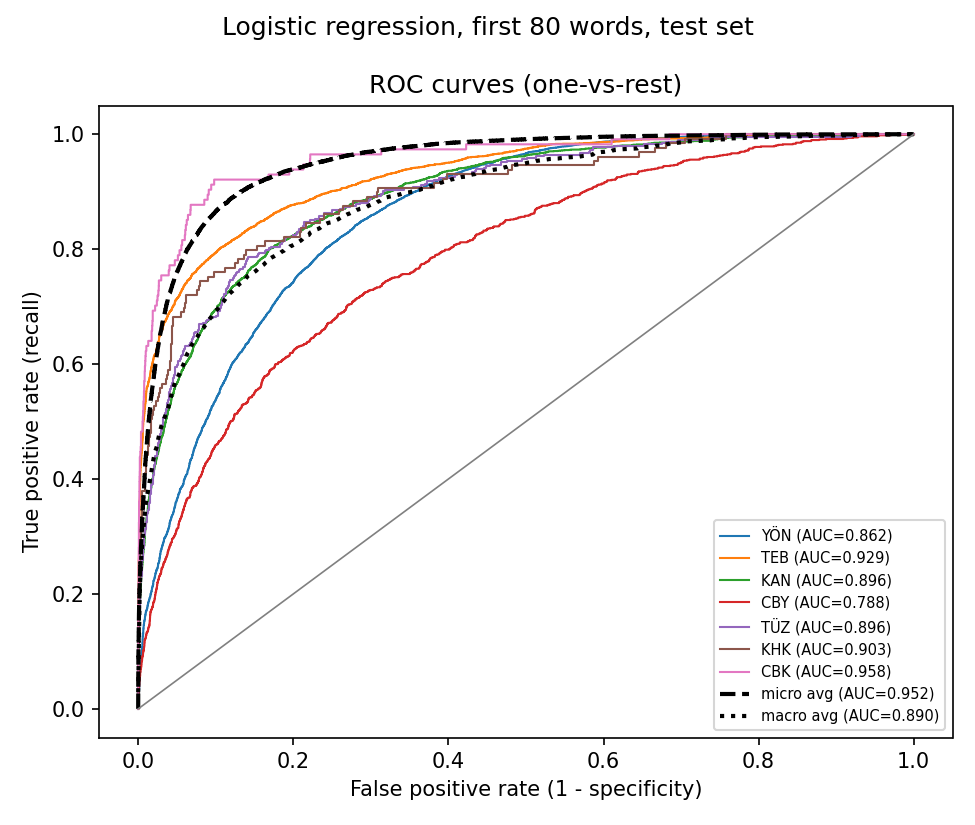 Logistic regression, first 80 words, test set
ROC curves (one-vs-rest)
True positive rate (recall)
1.0
0.8
0.6
0.4
0.2
0.0
YÖN (AUC=0.862)
TEB (AUC=0.929)
KAN (AUC=0.896)
CBY (AUC=0.788)
TÜZ (AUC=0.896)
KHK (AUC=0.903)
CBK (AUC=0.958)
micro avg (AUC=0.952)
macro avg (AUC=0.890)
0.0 0.2 0.4 0.6 0.8 1.0
False positive rate (1 - specificity)